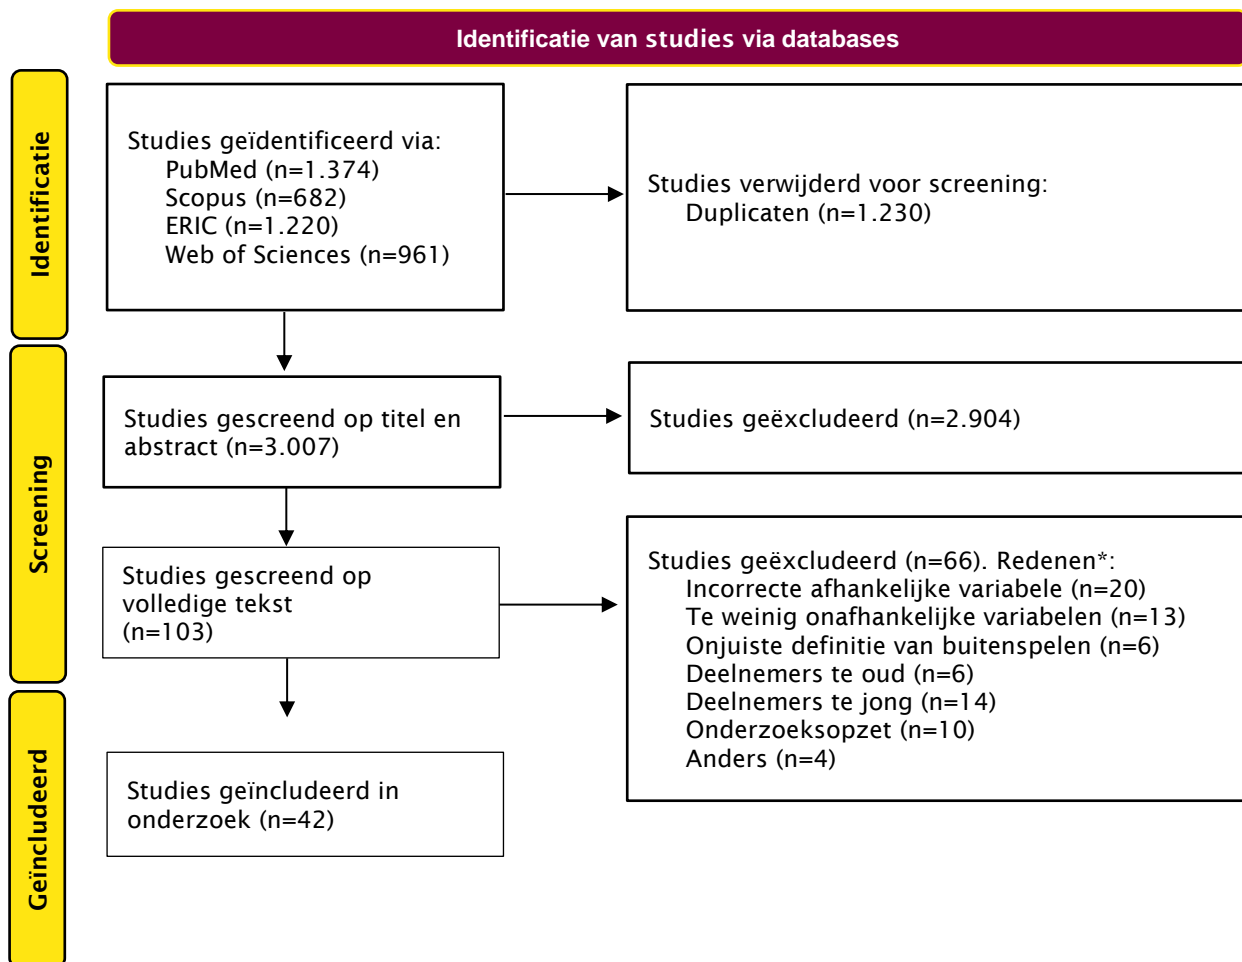 Identificatie van studies via databases
Identificatie
Studies geïdentificeerd via:
PubMed (n=1.374)
Scopus (n=682)
ERIC (n=1.220)
Web of Sciences (n=961)
Studies verwijderd voor screening:
Duplicaten (n=1.230)
Screening
Studies gescreend op titel en
abstract (n=3.007)
Studies geëxcludeerd (n=2.904)
Studies gescreend op
volledige tekst
(n=103)
Studies geëxcludeerd (n=66). Redenen*:
Incorrecte afhankelijke variabele (n=20)
Te weinig onafhankelijke variabelen (n=13)
Onjuiste definitie van buitenspelen (n=6)
Deelnemers te oud (n=6)
Deelnemers te jong (n=14)
Onderzoeksopzet (n=10)
Anders (n=4)
Geïncludeerd
Studies geïncludeerd in
onderzoek (n=42)